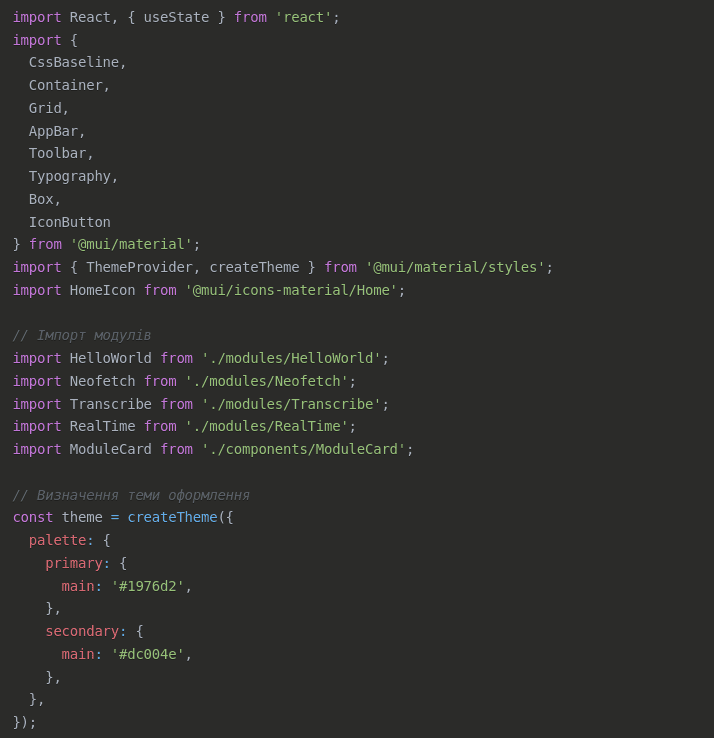 import React, { useState } from 'react';
import {
  CssBaseline,
  Container,
  Grid,
  AppBar,
  Toolbar,
  Typography,
  Box,
  IconButton
} from '@mui/material';
import { ThemeProvider, createTheme } from '@mui/material/styles';
import HomeIcon from '@mui/icons-material/Home';

// Імпорт модулів
import HelloWorld from './modules/HelloWorld';
import Neofetch from './modules/Neofetch';
import Transcribe from './modules/Transcribe';
import RealTime from './modules/RealTime';
import ModuleCard from './components/ModuleCard';

// Визначення теми оформлення
const theme = createTheme({
  palette: {
    primary: {
      main: '#1976d2',
    },
    secondary: {
      main: '#dc004e',
    },
  },
});